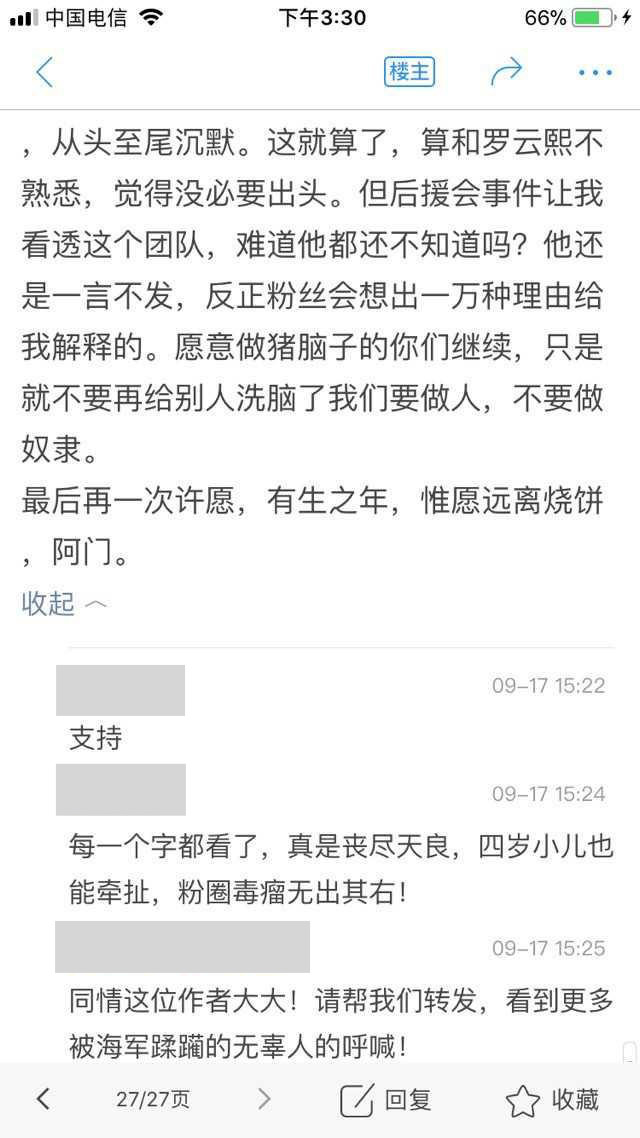 中国电信 下午3:30 66%
楼主
，从头至尾沉默。这就算了，算和罗云熙不
熟悉，觉得没必要出头。但后援会事件让我
看透这个团队，难道他都还不知道吗？他还
是一言不发，反正粉丝会想出一万种理由给
我解释的。愿意做猪脑子的你们继续，只是
就不要再给别人洗脑了我们要做人，不要做
奴隶。
最后再一次许愿，有生之年，惟愿远离烧饼
，阿门。
收起
09-17 15:22
支持
09-17 15:24
每一个字都看了，真是丧尽天良，四岁小儿也
能牵扯，粉圈毒瘤无出其右！
09-17 15:25
同情这位作者大大！请帮我们转发，看到更多
被海军蹂躏的无辜人的呼喊！
27/27页 回复 收藏